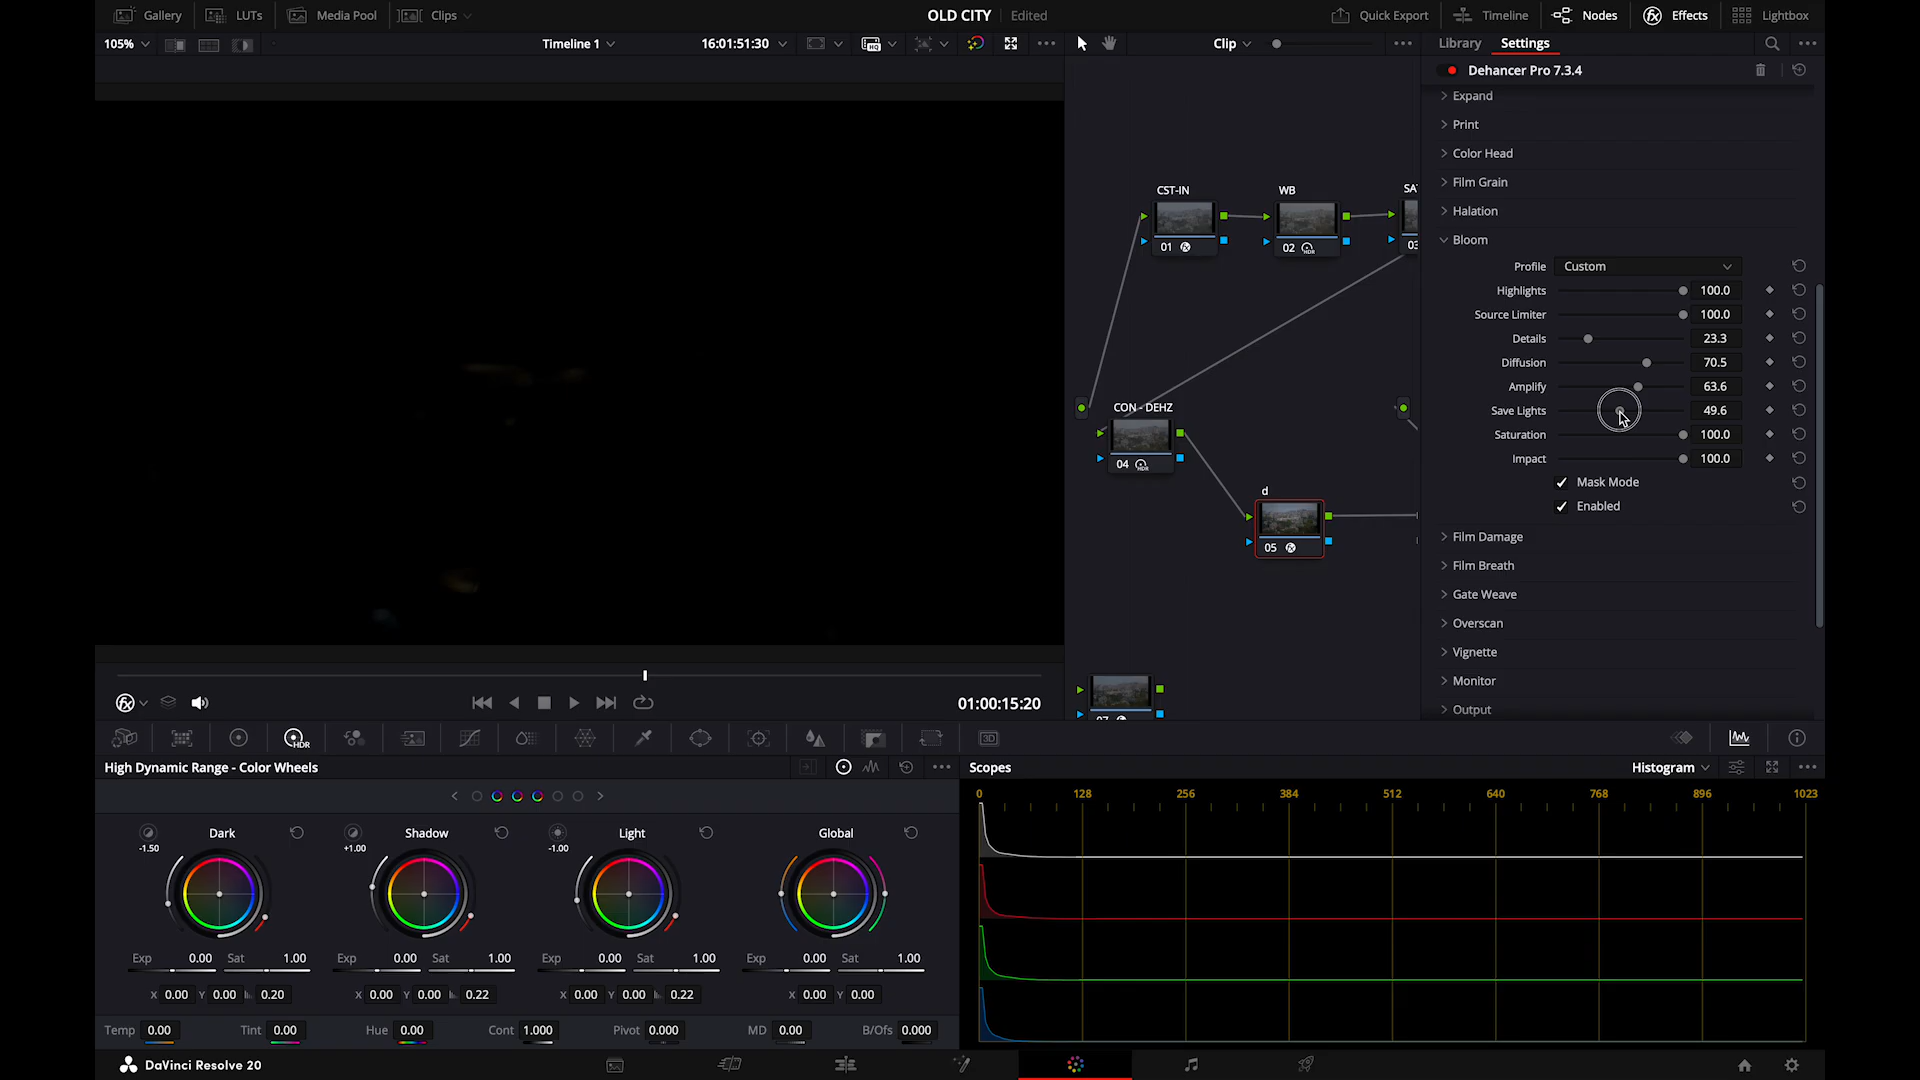 Gallery LUTs Media Pool Clips OLD CITY Edited Quick Export Timeline Nodes Effects Lightbox
105% Timeline 1 16:01:51:30 Clip Library Settings
Dehancer Pro 7.3.4
Expand
Print
Color Head
Film Grain
Halation
Bloom
Profile Custom
Highlights 100.0
Source Limiter 100.0
Details 23.3
Diffusion 70.5
Amplify 63.6
Save Lights 49.6
Saturation 100.0
Impact 100.0
Mask Mode
Enabled
Film Damage
Film Breath
Gate Weave
Overscan
Vignette
Monitor
Output
CST-IN WB SA
01 02 HDR 03
CON - DEHZ
04 HDR
d
05
07
01:00:15:20
HDR 3D
High Dynamic Range - Color Wheels
Dark Shadow Light Global
-1.50 +1.00 -1.00
Exp 0.00 Sat 1.00 Exp 0.00 Sat 1.00 Exp 0.00 Sat 1.00 Exp 0.00 Sat 1.00
X 0.00 Y 0.00 0.20 X 0.00 Y 0.00 0.22 X 0.00 Y 0.00 0.22 X 0.00 Y 0.00
Temp 0.00 Tint 0.00 Hue 0.00 Cont 1.000 Pivot 0.000 MD 0.00 B/Ofs 0.000
Scopes Histogram
0 128 256 384 512 640 768 896 1023
DaVinci Resolve 20